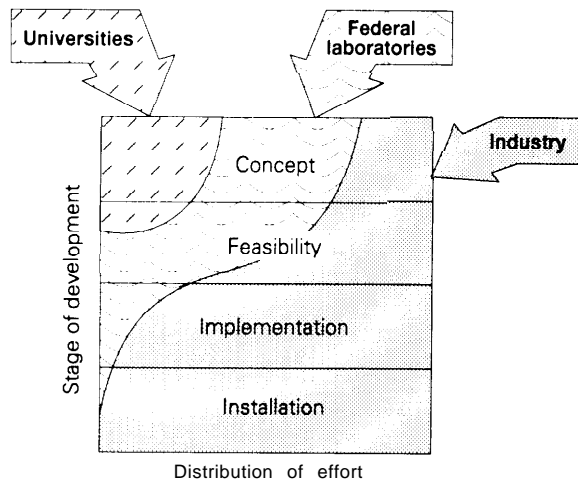 Universities
Federal
laboratories
Industry
Concept
Feasibility
Implementation
Installation
Stage of development
Distribution of effort